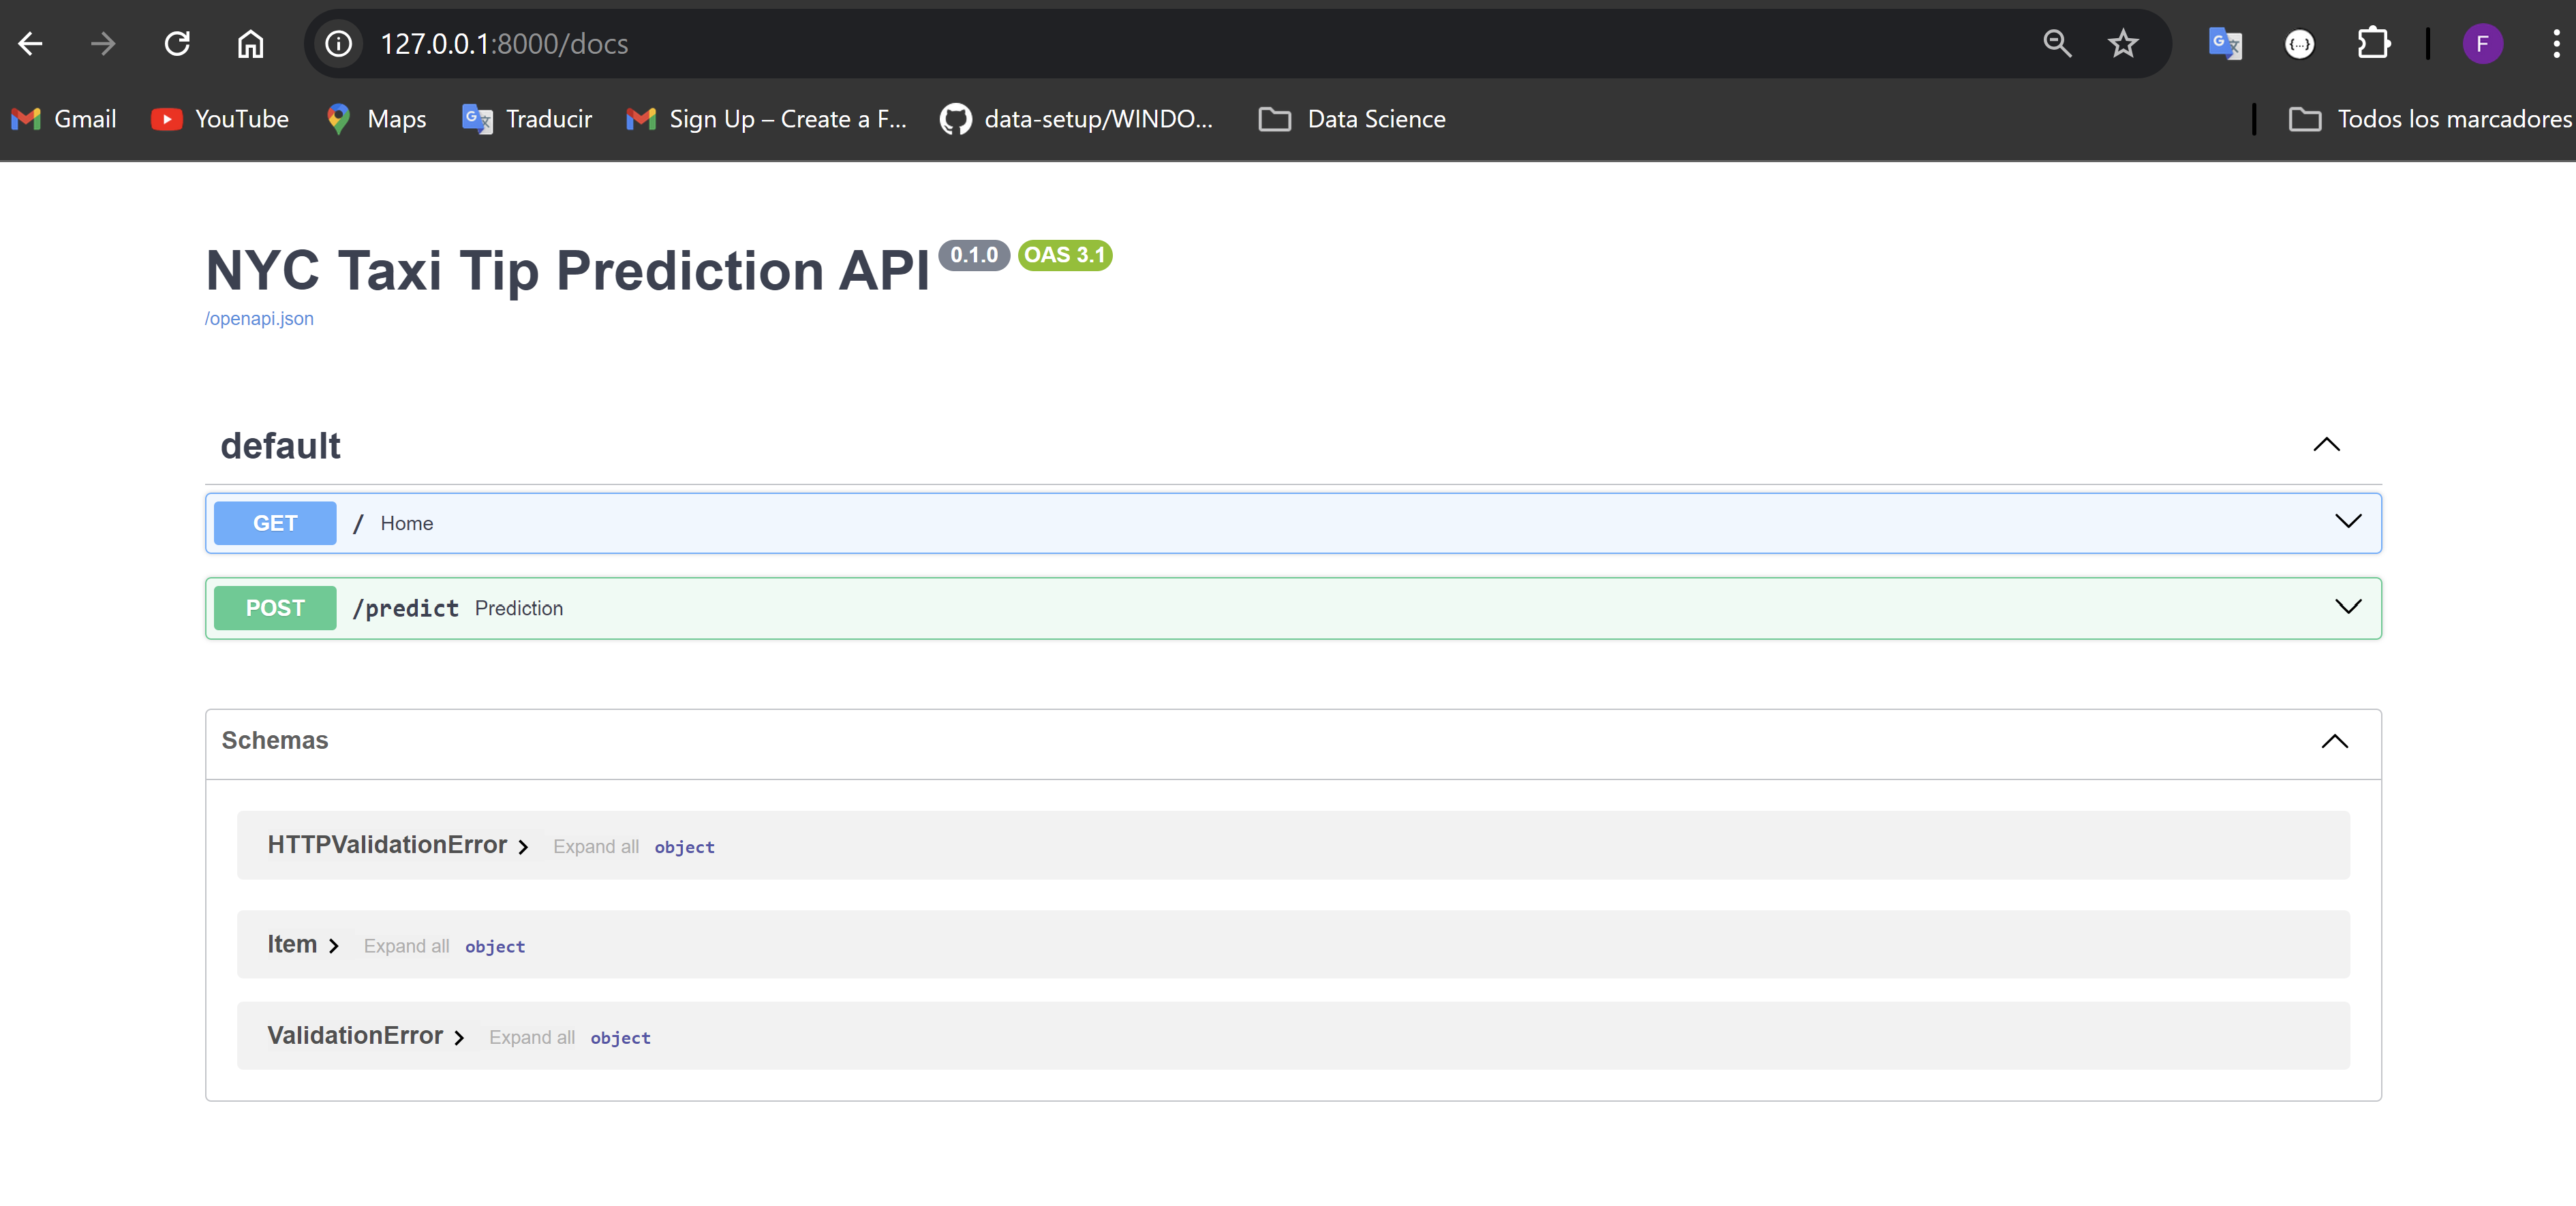 127.0.0.1:8000/docs
F
Gmail YouTube Maps Traducir Sign Up – Create a F... data-setup/WINDO... Data Science Todos los marcadores
NYC Taxi Tip Prediction API 0.1.0 OAS 3.1
/openapi.json
default
GET / Home
POST /predict Prediction
Schemas
HTTPValidationError Expand all object
Item Expand all object
ValidationError Expand all object